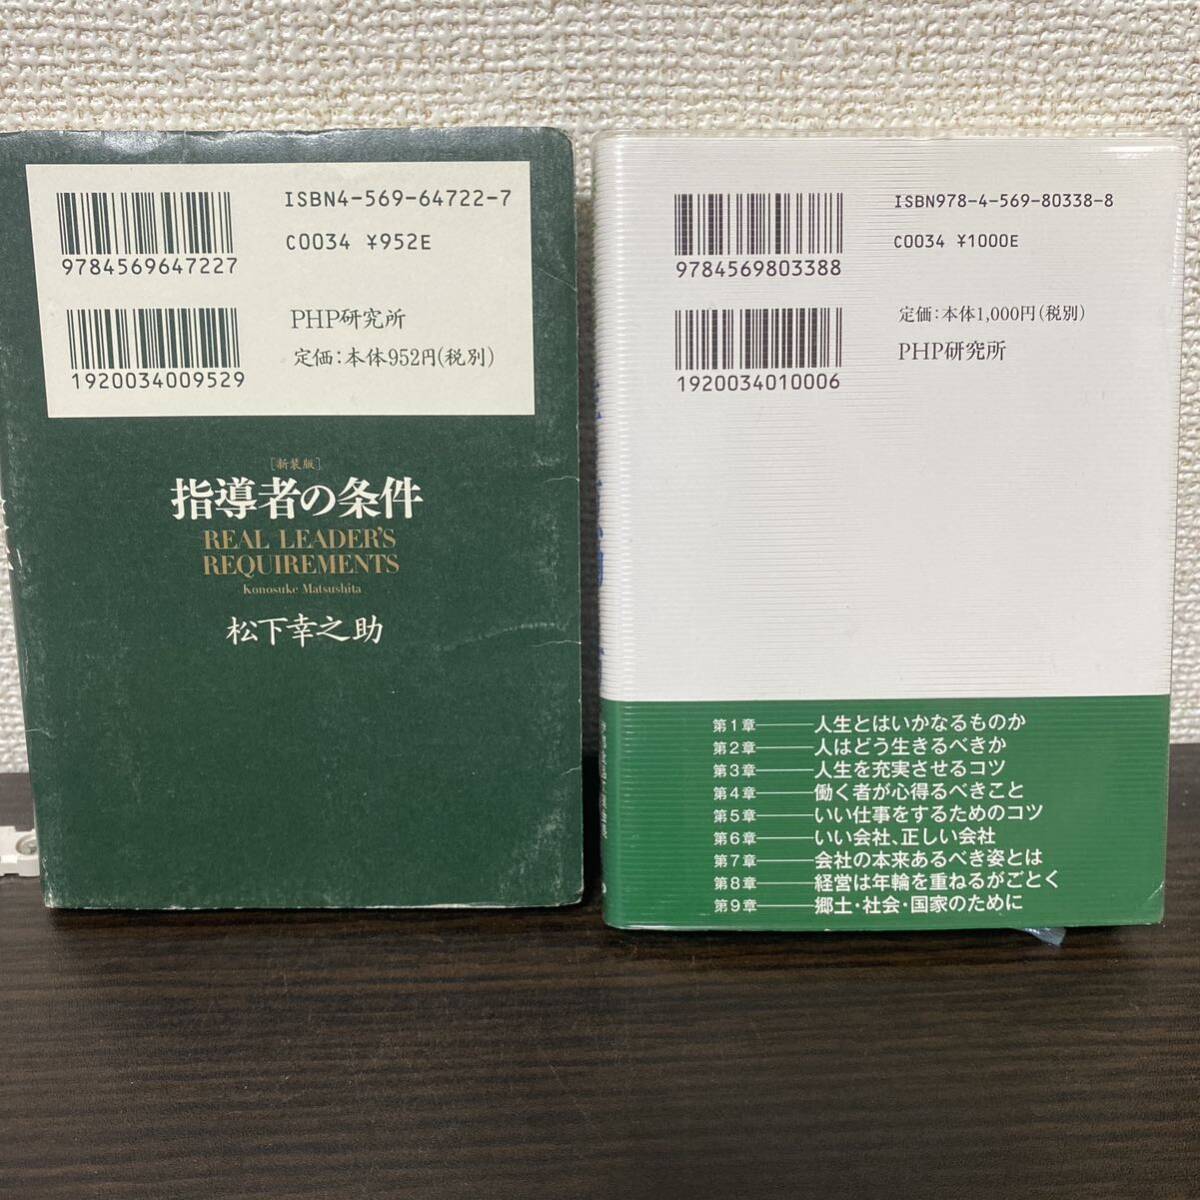 ISBN4-569-64722-7
C0034 ¥952E
9784569647227
PHP研究所
定価：本体952円(税別)
1920034009529
［新装版］
指導者の条件
REAL LEADER'S
REQUIREMENTS
Konosuke Matsushita
松下幸之助
ISBN978-4-569-80338-8
C0034 ¥1000E
9784569803388
定価：本体1,000円(税別)
PHP研究所
1920034010006
第1章――人生とはいかなるものか
第2章――人はどう生きるべきか
第3章――人生を充実させるコツ
第4章――働く者が心得るべきこと
第5章――いい仕事をするためのコツ
第6章――いい会社、正しい会社
第7章――会社の本来あるべき姿とは
第8章――経営は年輪を重ねるがごとく
第9章――郷土・社会・国家のために